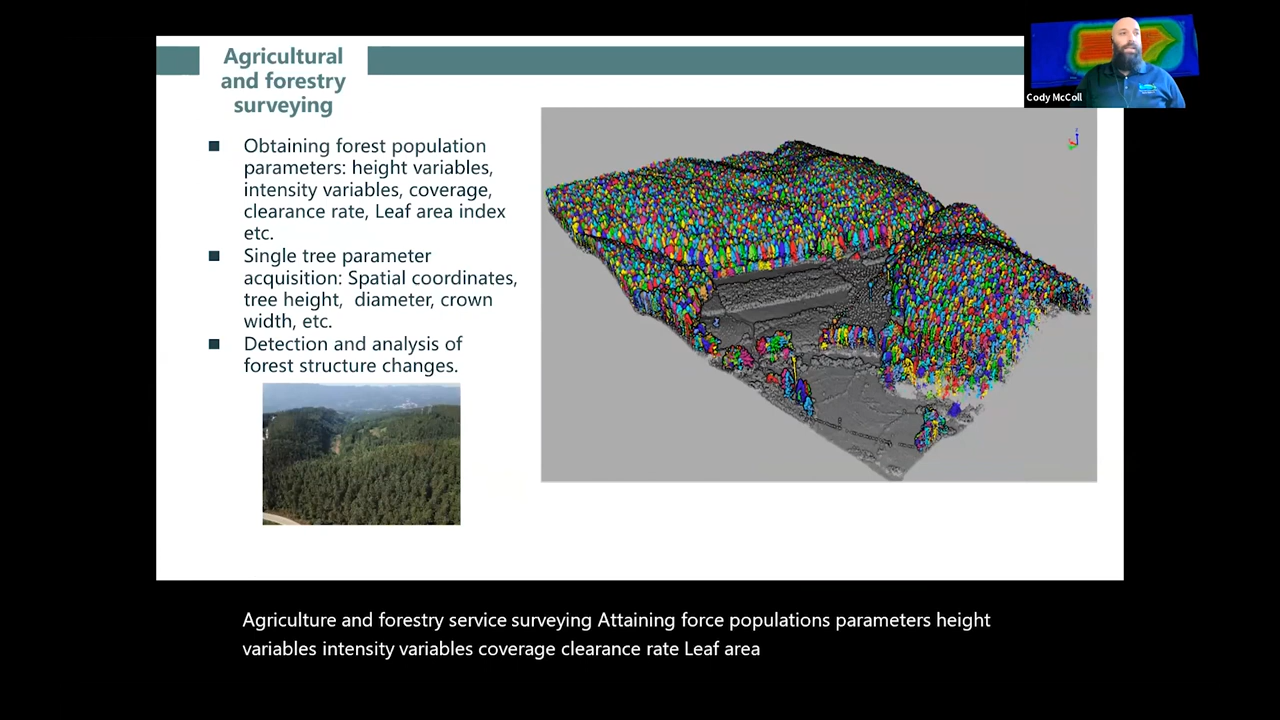 Agricultural
and forestry
surveying
Cody McColl
Obtaining forest population
parameters: height variables,
intensity variables, coverage,
clearance rate, Leaf area index
etc.
Single tree parameter
acquisition: Spatial coordinates,
tree height, diameter, crown
width, etc.
Detection and analysis of
forest structure changes.
Agriculture and forestry service surveying Attaining force populations parameters height
variables intensity variables coverage clearance rate Leaf area